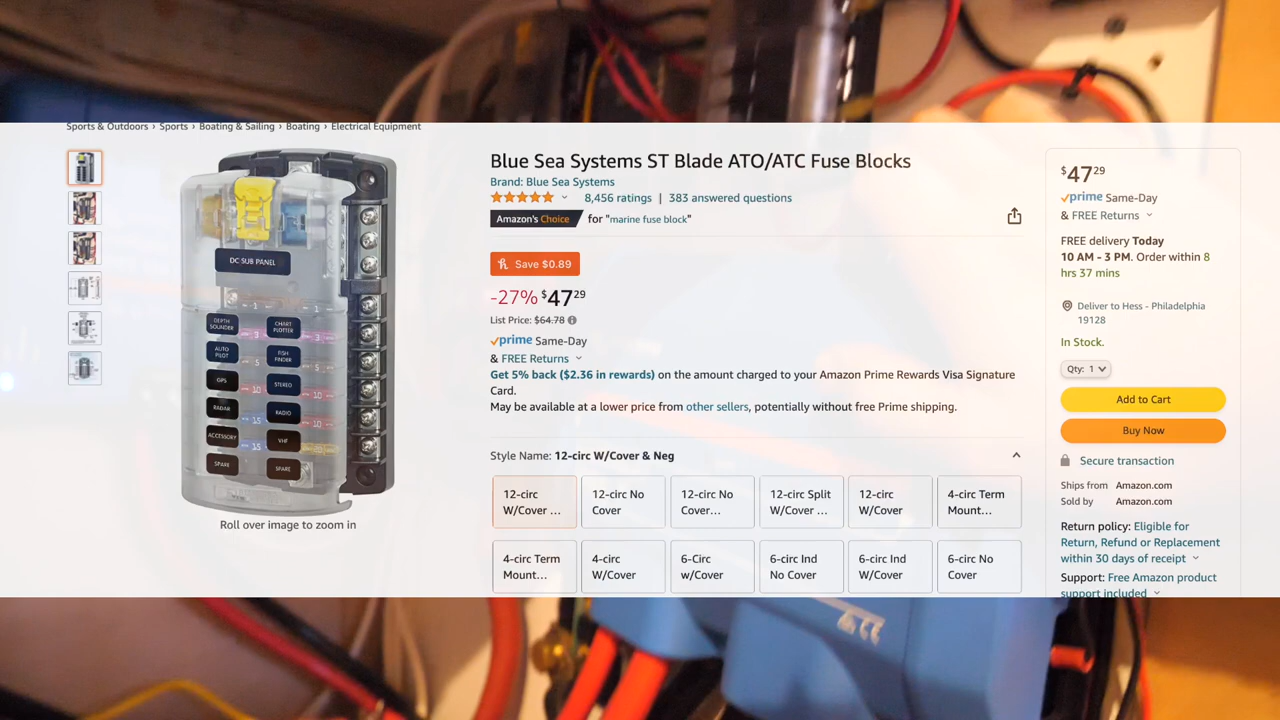 Sports & Outdoors › Sports › Boating & Sailing › Boating › Electrical Equipment
DC SUB PANEL
DEPTH SOUNDER
CHART PLOTTER
3
3
AUTO PILOT
FISH FINDER
5
5
GPS
STEREO
10
10
RADAR
RADIO
15
10
ACCESSORY
VHF
15
SPARE
SPARE
Roll over image to zoom in
Blue Sea Systems ST Blade ATO/ATC Fuse Blocks
Brand: Blue Sea Systems
8,456 ratings | 383 answered questions
Amazon's Choice for "marine fuse block"
Save $0.89
-27% $47 29
List Price: $64.78
prime Same-Day
& FREE Returns
Get 5% back ($2.36 in rewards) on the amount charged to your Amazon Prime Rewards Visa Signature
Card.
May be available at a lower price from other sellers, potentially without free Prime shipping.
Style Name: 12-circ W/Cover & Neg
12-circ W/Cover ...
12-circ No Cover
12-circ No Cover...
12-circ Split W/Cover ...
12-circ W/Cover
4-circ Term Mount...
4-circ Term Mount...
4-circ W/Cover
6-Circ w/Cover
6-circ Ind No Cover
6-circ Ind W/Cover
6-circ No Cover
$47 29
prime Same-Day
& FREE Returns
FREE delivery Today
10 AM - 3 PM. Order within 8
hrs 37 mins
Deliver to Hess - Philadelphia
19128
In Stock.
Qty: 1
Add to Cart
Buy Now
Secure transaction
Ships from Amazon.com
Sold by Amazon.com
Return policy: Eligible for
Return, Refund or Replacement
within 30 days of receipt
Support: Free Amazon product
support included